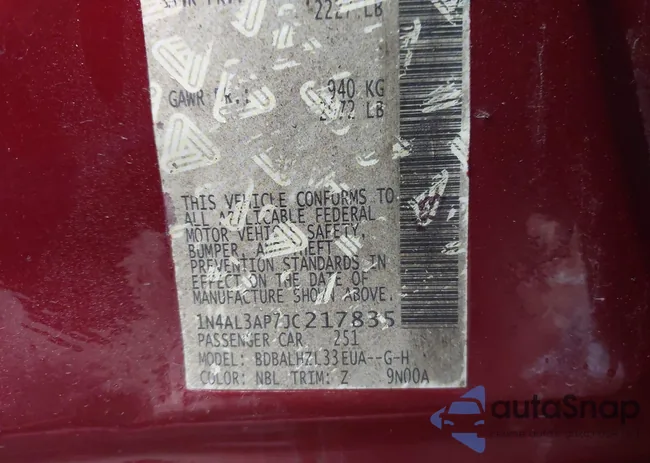 2227 LB
GAWR RR.: 940 KG
2072 LB
THIS VEHICLE CONFORMS TO
ALL APPLICABLE FEDERAL
MOTOR VEHICLE SAFETY,
BUMPER, AND THEFT
PREVENTION STANDARDS IN
EFFECT ON THE DATE OF
MANUFACTURE SHOWN ABOVE.
1N4AL3AP7JC217835
PASSENGER CAR 251
MODEL: BDBALHZL33EUA--G-H
COLOR: NBL TRIM: Z 9N00A
autoSnap